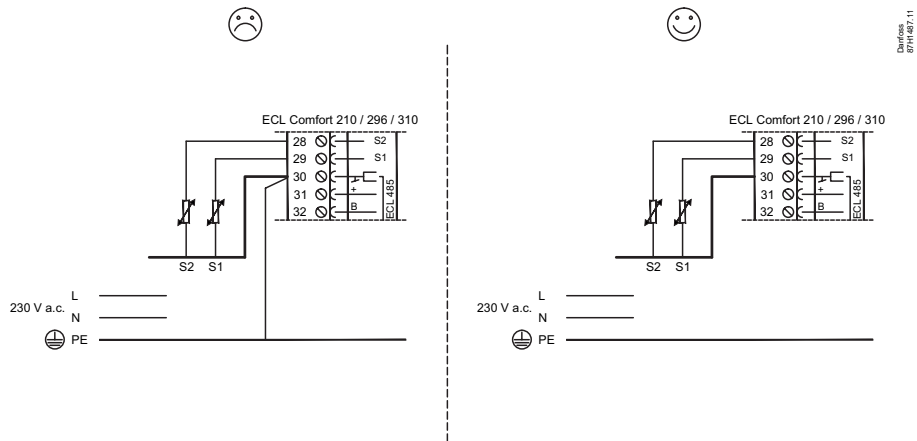 Danfoss
87H1487.11
ECL Comfort 210 / 296 / 310
28 S2
29 S1
30
31 +
32 B
ECL 485
S2 S1
L
230 V a.c.
N
PE
ECL Comfort 210 / 296 / 310
28 S2
29 S1
30
31 +
32 B
ECL 485
S2 S1
L
230 V a.c.
N
PE